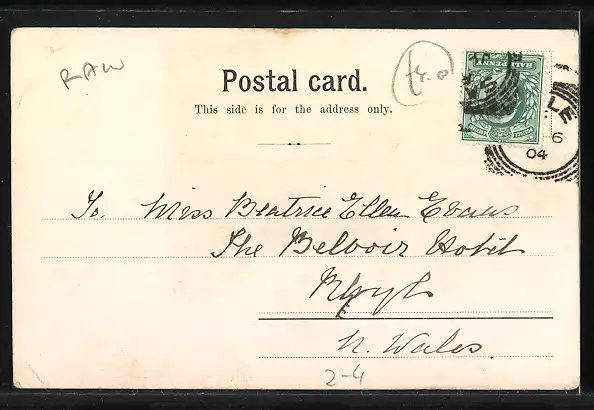 RAW
Postal card.
This side is for the address only.
HALFPENNY
LE
6
04
To. Miss Beatrice Ellen Evans
The Belvoir Hotel
Rhyl
N. Wales.
2-4